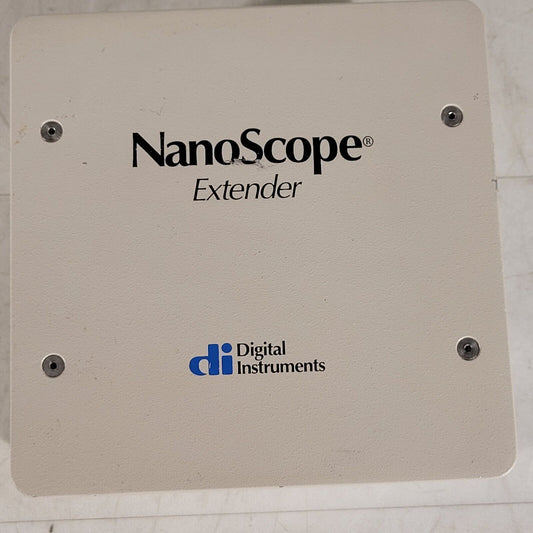 NanoScope®
Extender
di Digital
Instruments